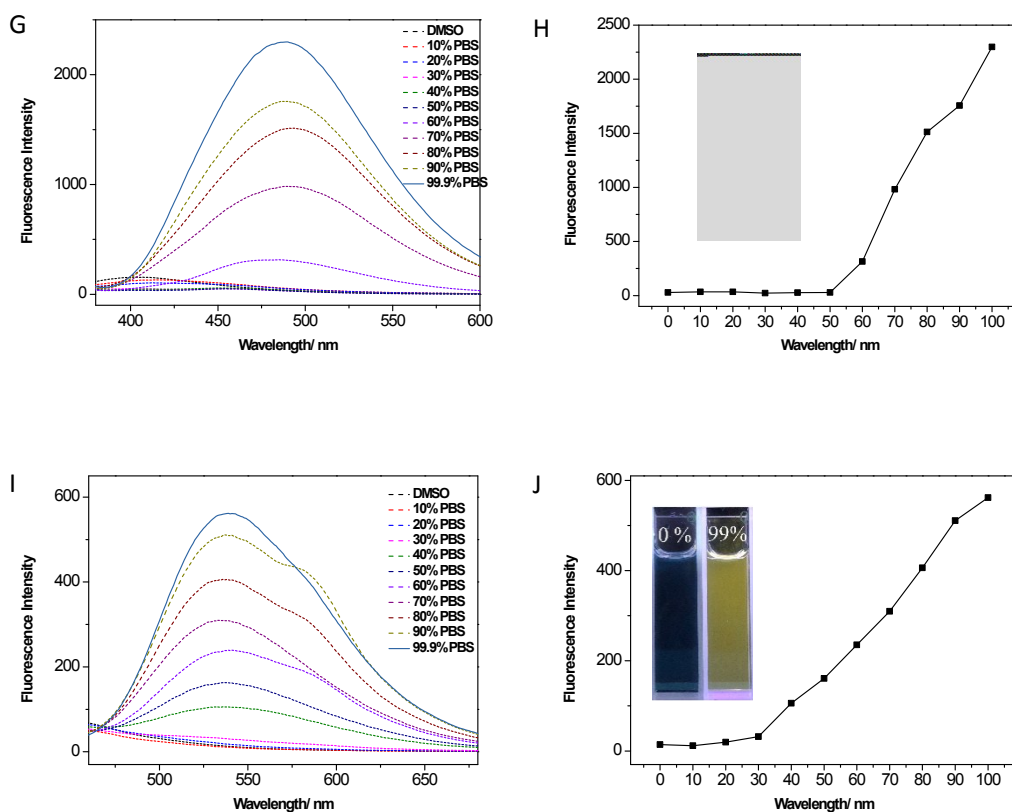 G
Fluorescence Intensity
2000
1000
0
400
450
500
550
600
Wavelength/ nm
DMSO
10% PBS
20% PBS
30% PBS
40% PBS
50% PBS
60% PBS
70% PBS
80% PBS
90% PBS
99.9% PBS
H
Fluorescence Intensity
2500
2000
1500
1000
500
0
0 10 20 30 40 50 60 70 80 90 100
Wavelength/ nm
I
Fluorescence Intensity
600
400
200
0
500
550
600
650
Wavelength/ nm
DMSO
10% PBS
20% PBS
30% PBS
40% PBS
50% PBS
60% PBS
70% PBS
80% PBS
90% PBS
99.9% PBS
J
Fluorescence Intensity
600
400
200
0
0 % 99%
0 10 20 30 40 50 60 70 80 90 100
Wavelength/ nm